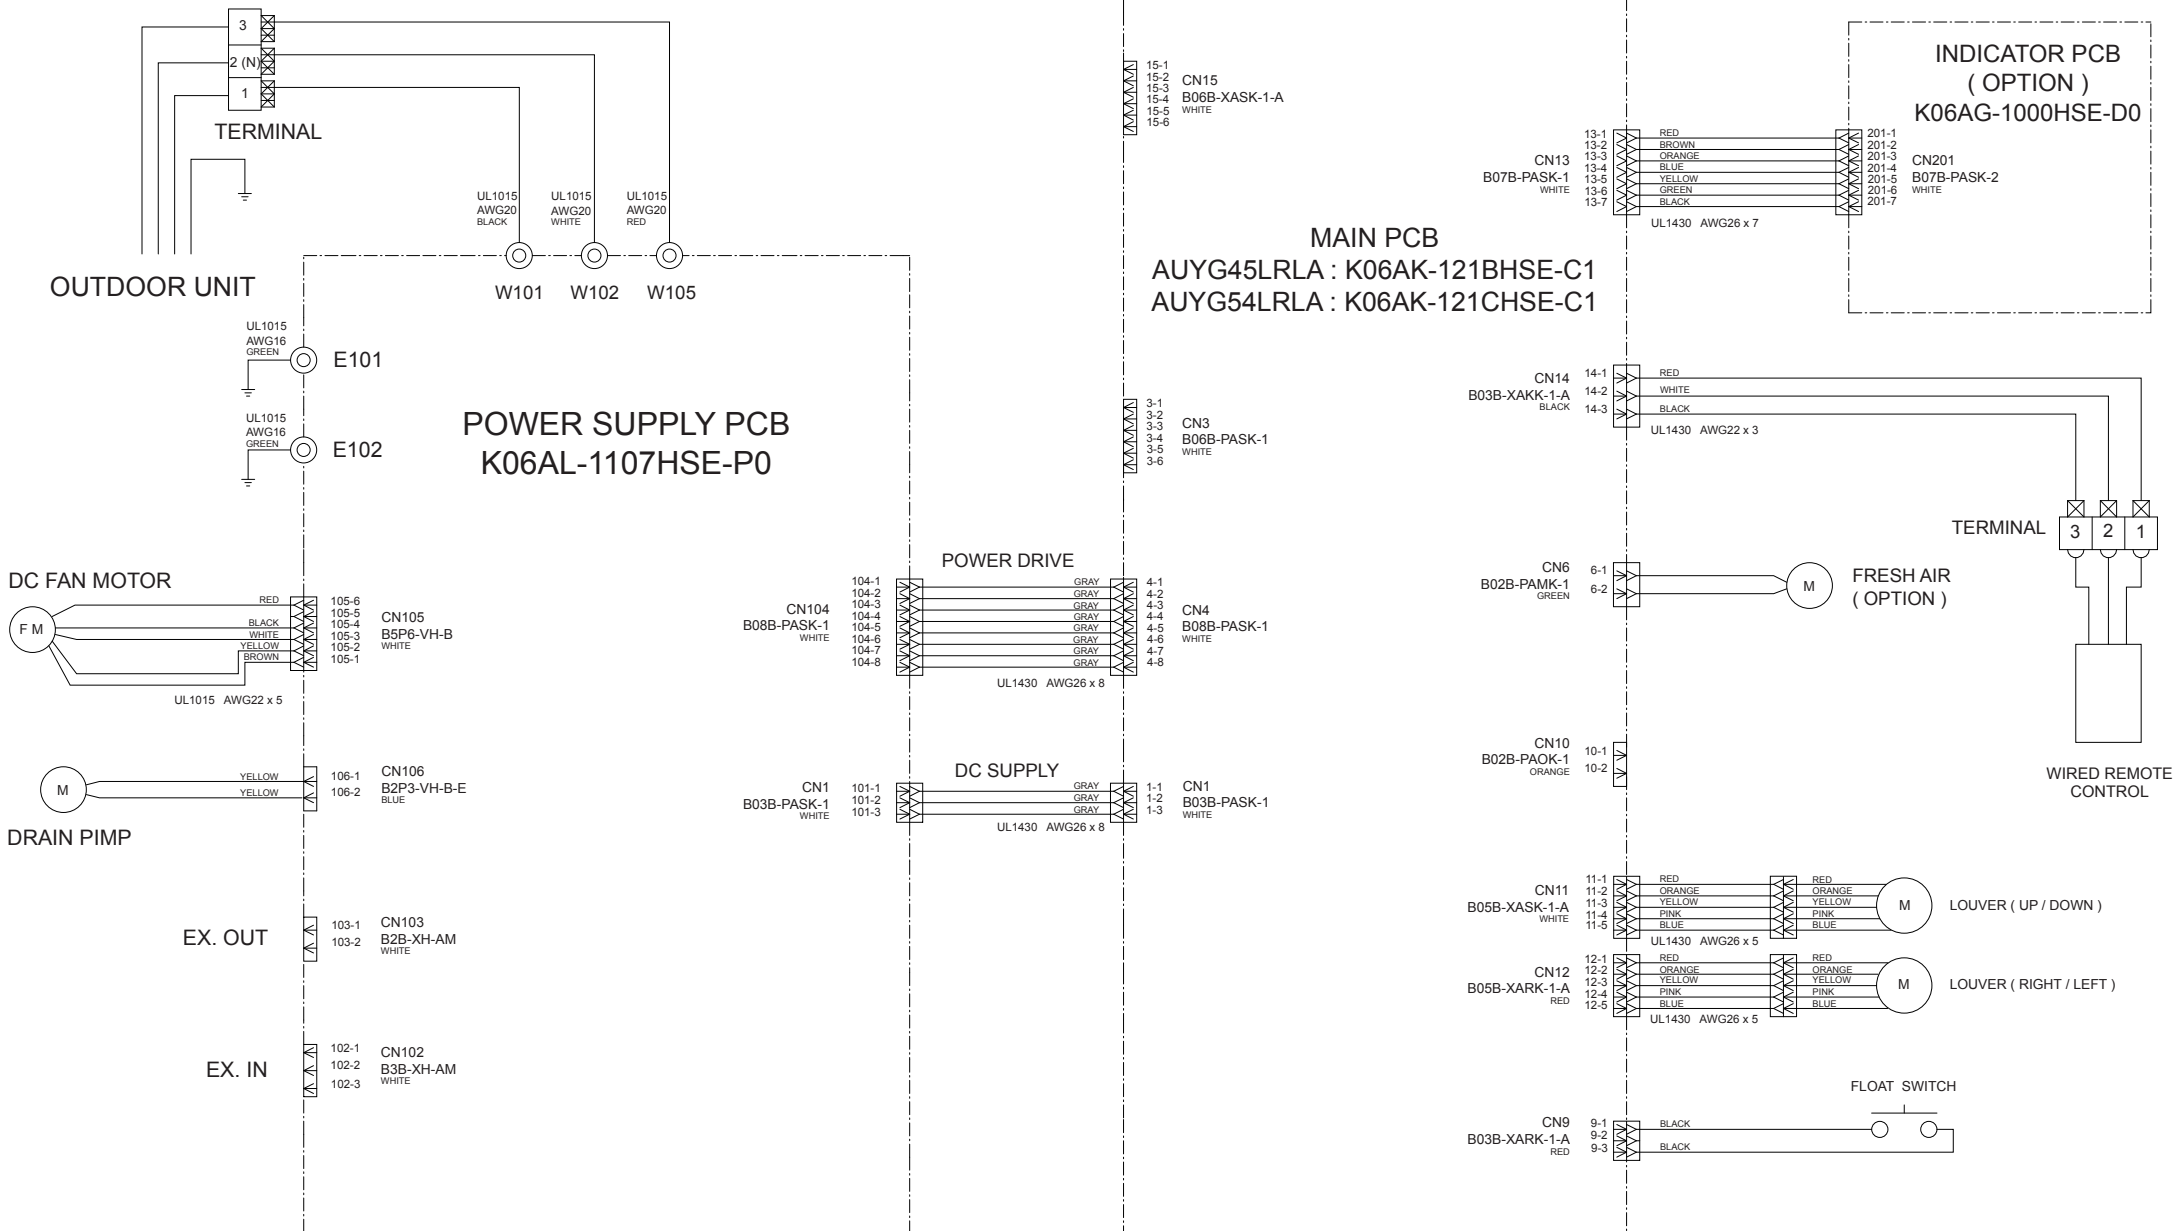 3
2 (N)
1
TERMINAL
OUTDOOR UNIT
UL1015
AWG20
BLACK
UL1015
AWG20
WHITE
UL1015
AWG20
RED
W101
W102
W105
UL1015
AWG16
GREEN
E101
UL1015
AWG16
GREEN
E102
POWER SUPPLY PCB
K06AL-1107HSE-P0
DC FAN MOTOR
F M
RED
BLACK
WHITE
YELLOW
BROWN
UL1015 AWG22 x 5
105-6
105-5
105-4
105-3
105-2
105-1
CN105
B5P6-VH-B
WHITE
M
DRAIN PIMP
YELLOW
YELLOW
106-1
106-2
CN106
B2P3-VH-B-E
BLUE
EX. OUT
103-1
103-2
CN103
B2B-XH-AM
WHITE
EX. IN
102-1
102-2
102-3
CN102
B3B-XH-AM
WHITE
CN104
B08B-PASK-1
WHITE
104-1
104-2
104-3
104-4
104-5
104-6
104-7
104-8
POWER DRIVE
GRAY
GRAY
GRAY
GRAY
GRAY
GRAY
GRAY
GRAY
UL1430 AWG26 x 8
4-1
4-2
4-3
4-4
4-5
4-6
4-7
4-8
CN4
B08B-PASK-1
WHITE
CN1
B03B-PASK-1
WHITE
101-1
101-2
101-3
DC SUPPLY
GRAY
GRAY
GRAY
UL1430 AWG26 x 8
1-1
1-2
1-3
CN1
B03B-PASK-1
WHITE
15-1
15-2
15-3
15-4
15-5
15-6
CN15
B06B-XASK-1-A
WHITE
MAIN PCB
AUYG45LRLA : K06AK-121BHSE-C1
AUYG54LRLA : K06AK-121CHSE-C1
3-1
3-2
3-3
3-4
3-5
3-6
CN3
B06B-PASK-1
WHITE
CN13
B07B-PASK-1
WHITE
13-1
13-2
13-3
13-4
13-5
13-6
13-7
RED
BROWN
ORANGE
BLUE
YELLOW
GREEN
BLACK
UL1430 AWG26 x 7
INDICATOR PCB
( OPTION )
K06AG-1000HSE-D0
201-1
201-2
201-3
201-4
201-5
201-6
201-7
CN201
B07B-PASK-2
WHITE
CN14
B03B-XAKK-1-A
BLACK
14-1
14-2
14-3
RED
WHITE
BLACK
UL1430 AWG22 x 3
TERMINAL
3
2
1
WIRED REMOTE
CONTROL
CN6
B02B-PAMK-1
GREEN
6-1
6-2
M
FRESH AIR
( OPTION )
CN10
B02B-PAOK-1
ORANGE
10-1
10-2
CN11
B05B-XASK-1-A
WHITE
11-1
11-2
11-3
11-4
11-5
RED
ORANGE
YELLOW
PINK
BLUE
UL1430 AWG26 x 5
RED
ORANGE
YELLOW
PINK
BLUE
M
LOUVER ( UP / DOWN )
CN12
B05B-XARK-1-A
RED
12-1
12-2
12-3
12-4
12-5
RED
ORANGE
YELLOW
PINK
BLUE
UL1430 AWG26 x 5
RED
ORANGE
YELLOW
PINK
BLUE
M
LOUVER ( RIGHT / LEFT )
FLOAT SWITCH
CN9
B03B-XARK-1-A
RED
9-1
9-2
9-3
BLACK
BLACK